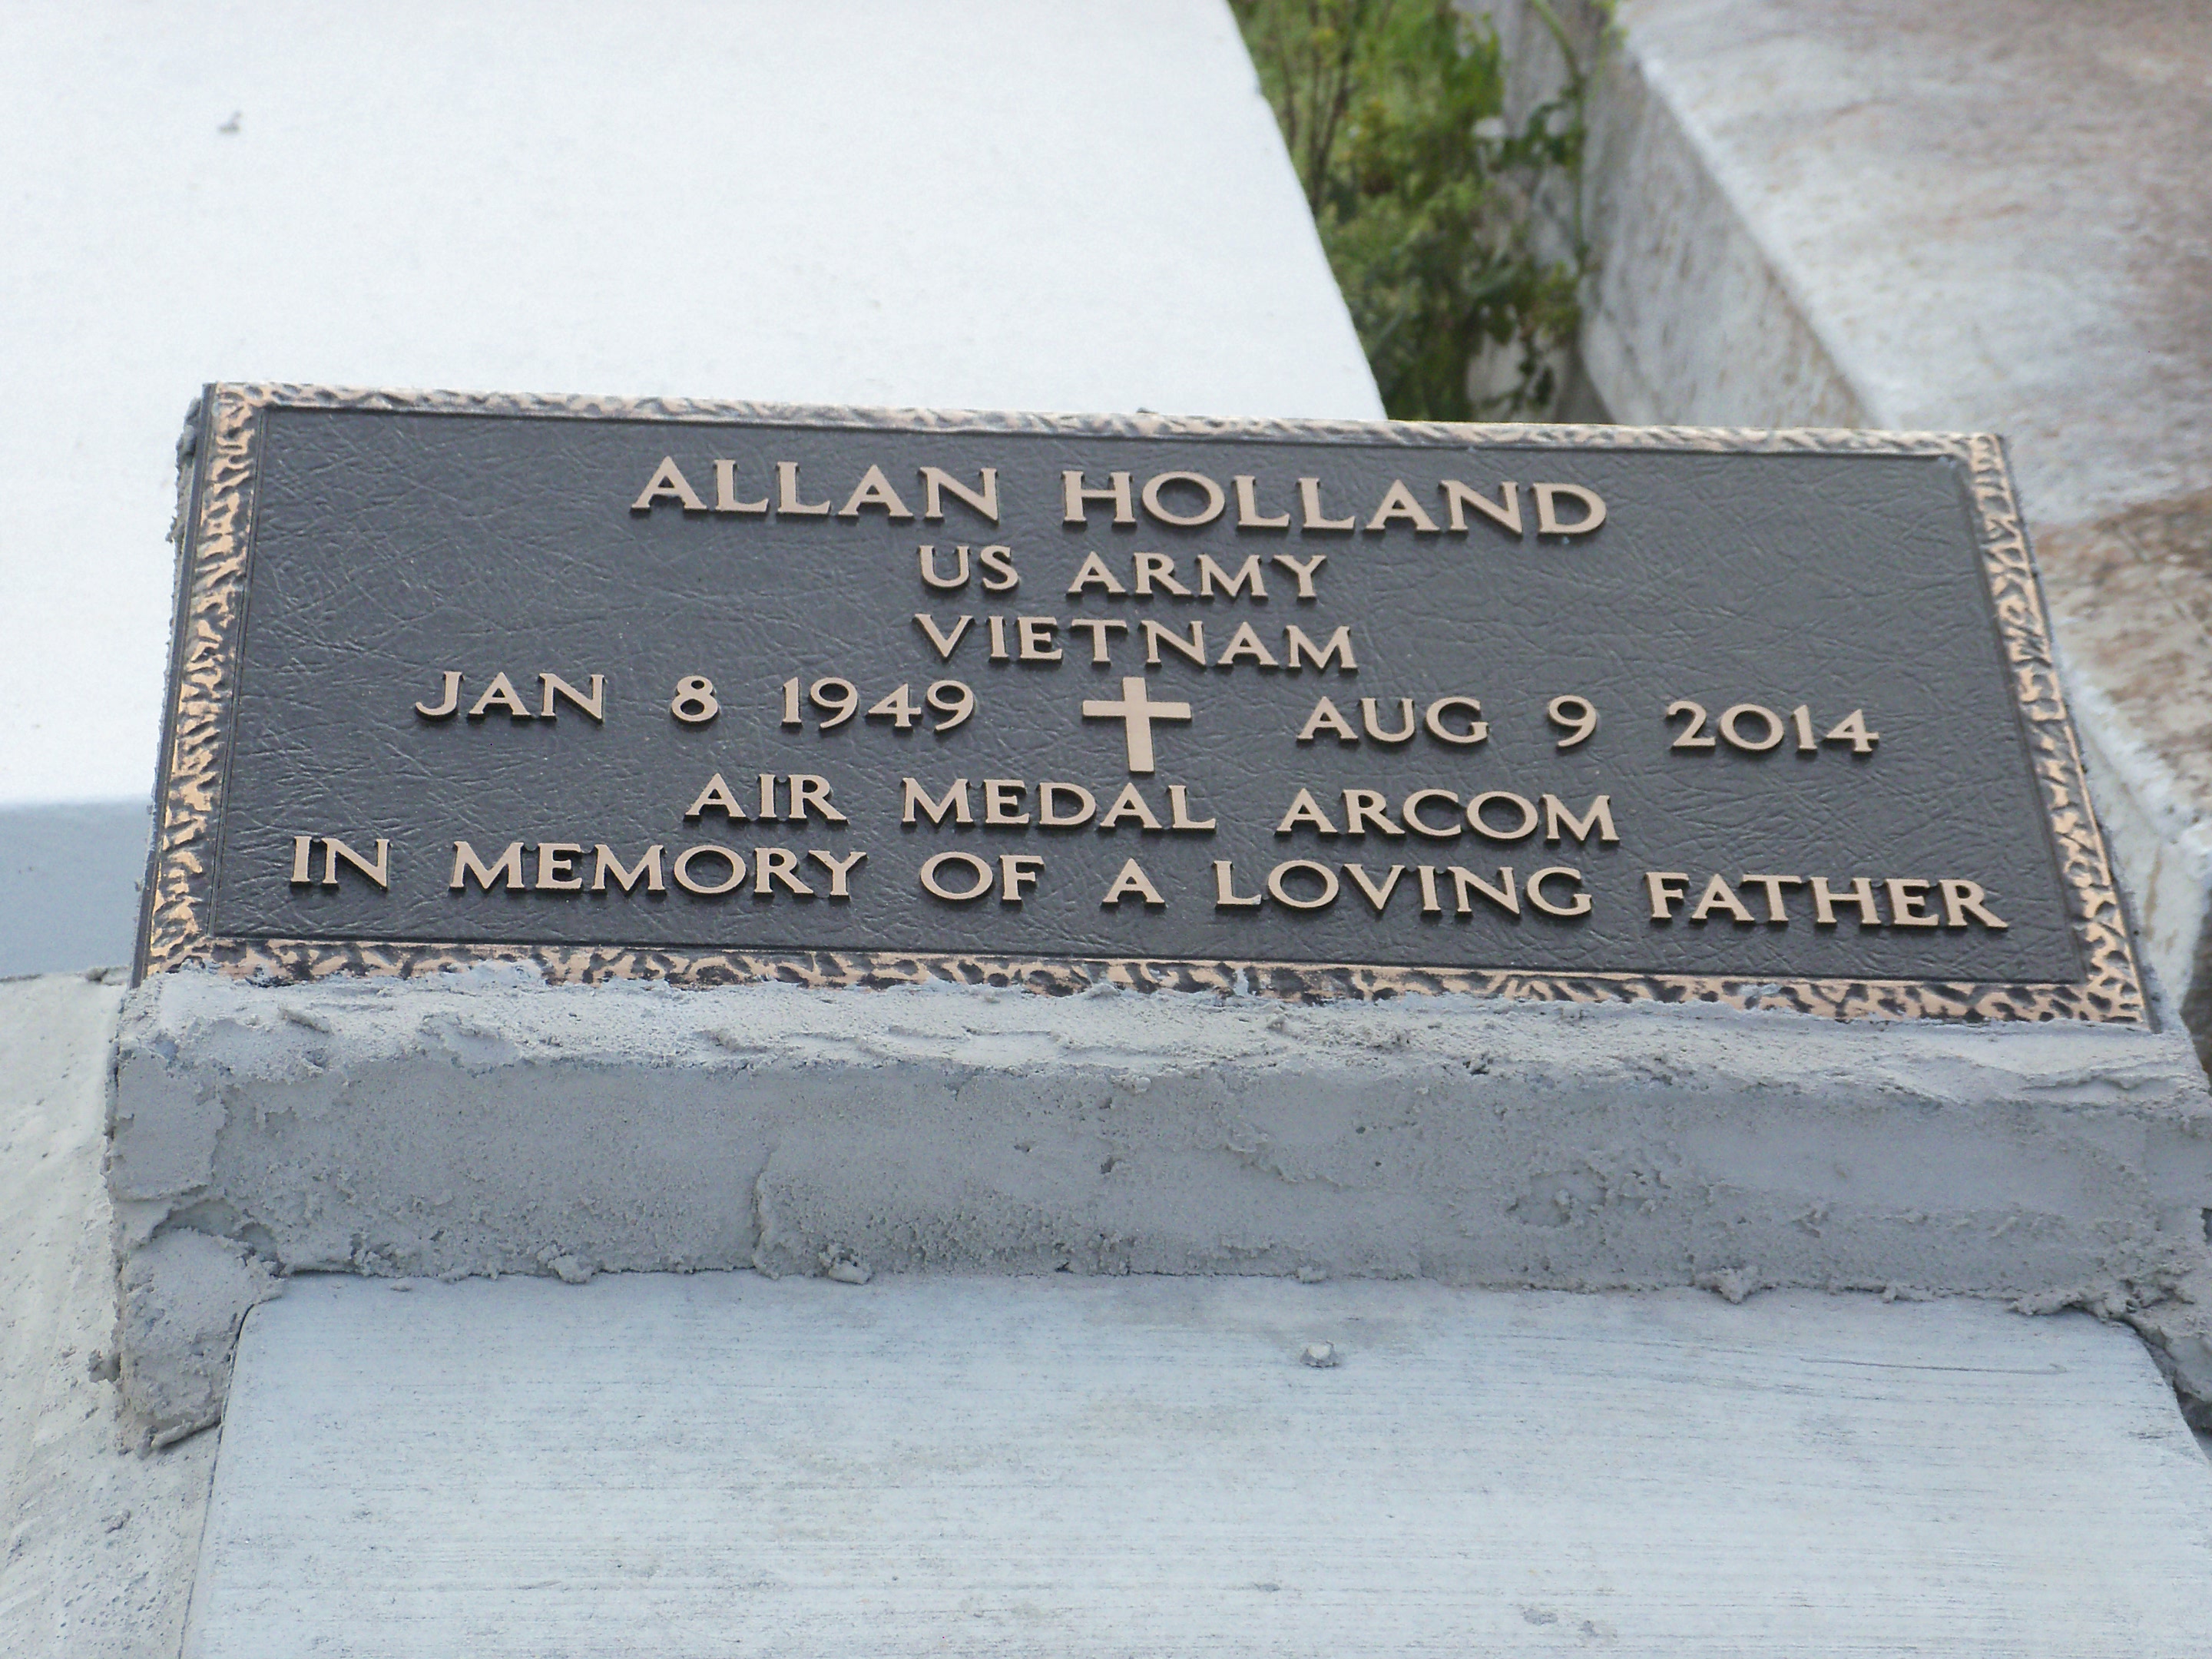 ALLAN HOLLAND
US ARMY
VIETNAM
JAN 8 1949 AUG 9 2014
AIR MEDAL ARCOM
IN MEMORY OF A LOVING FATHER